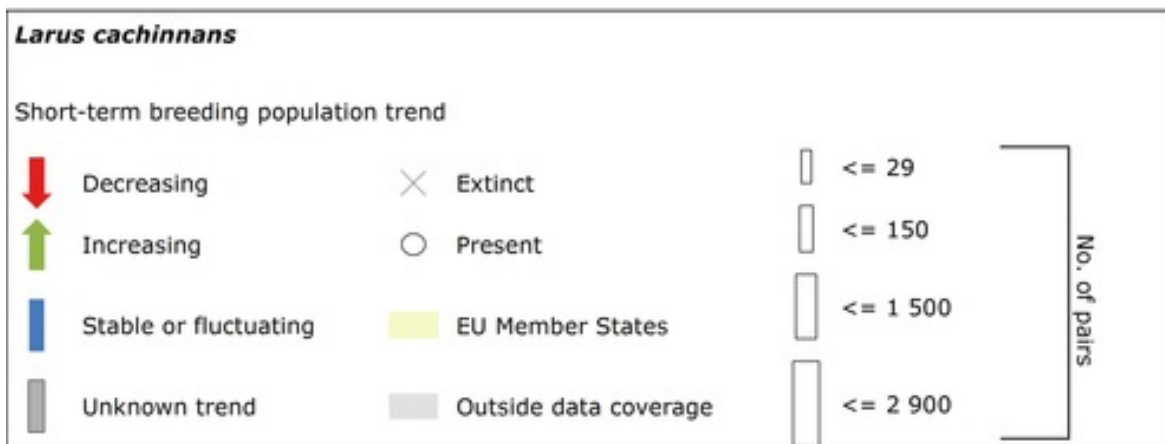 Larus cachinnans
Short-term breeding population trend
Decreasing
Increasing
Stable or fluctuating
Unknown trend
Extinct
Present
EU Member States
Outside data coverage
<= 29
<= 150
<= 1 500
<= 2 900
No. of pairs